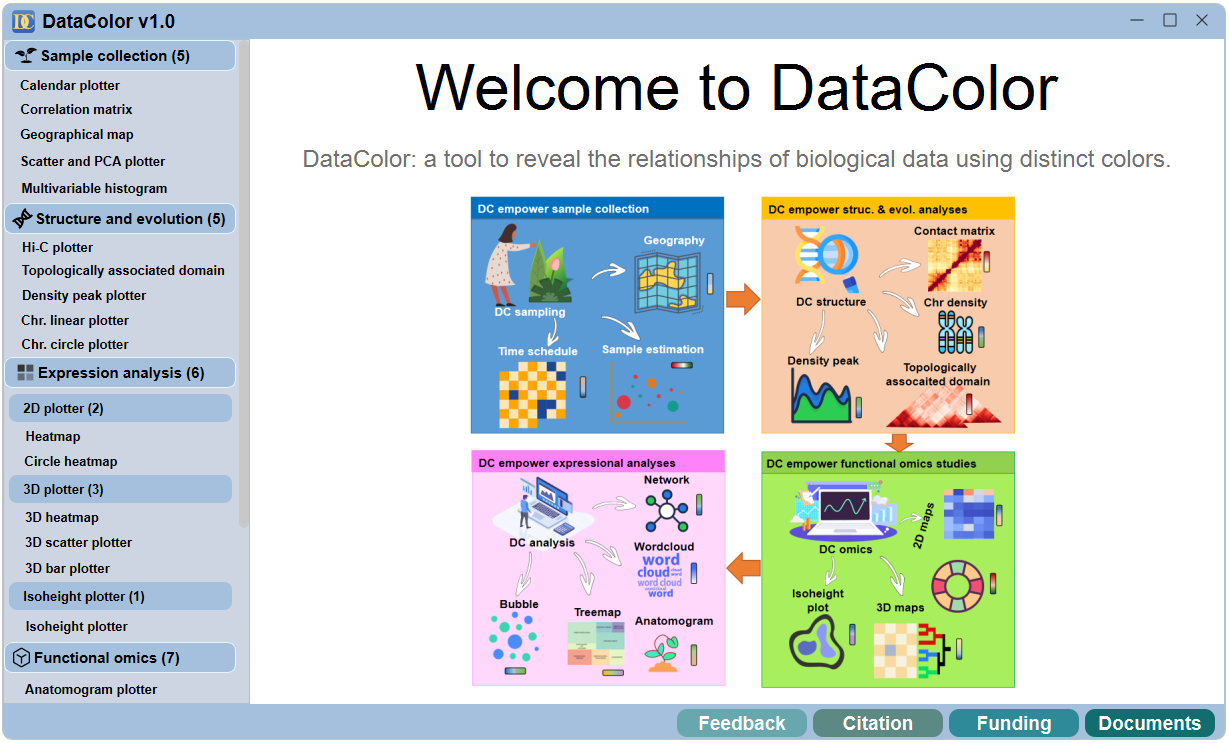 DataColor v1.0
Sample collection (5)
Calendar plotter
Correlation matrix
Geographical map
Scatter and PCA plotter
Multivariable histogram
Structure and evolution (5)
Hi-C plotter
Topologically associated domain
Density peak plotter
Chr. linear plotter
Chr. circle plotter
Expression analysis (6)
2D plotter (2)
Heatmap
Circle heatmap
3D plotter (3)
3D heatmap
3D scatter plotter
3D bar plotter
Isoheight plotter (1)
Isoheight plotter
Functional omics (7)
Anatomogram plotter
Welcome to DataColor
DataColor: a tool to reveal the relationships of biological data using distinct colors.
DC empower sample collection
Geography
DC sampling
Time schedule
Sample estimation
DC empower struc. & evol. analyses
Contact matrix
DC structure
Chr density
Density peak
Topologically
assocaited domain
DC empower expressional analyses
Network
DC analysis
Wordcloud
word
cloud
word cloud
word
Bubble
Treemap
Anatomogram
DC empower functional omics studies
2D maps
DC omics
Isoheight
plot
3D maps
Feedback
Citation
Funding
Documents